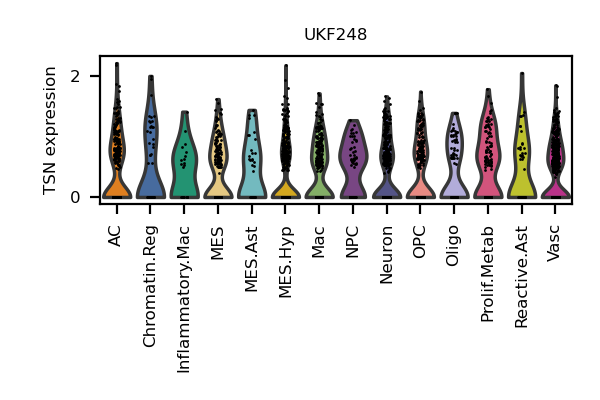 UKF248
TSN expression
2
0
AC
Chromatin.Reg
Inflammatory.Mac
MES
MES.Ast
MES.Hyp
Mac
NPC
Neuron
OPC
Oligo
Prolif.Metab
Reactive.Ast
Vasc